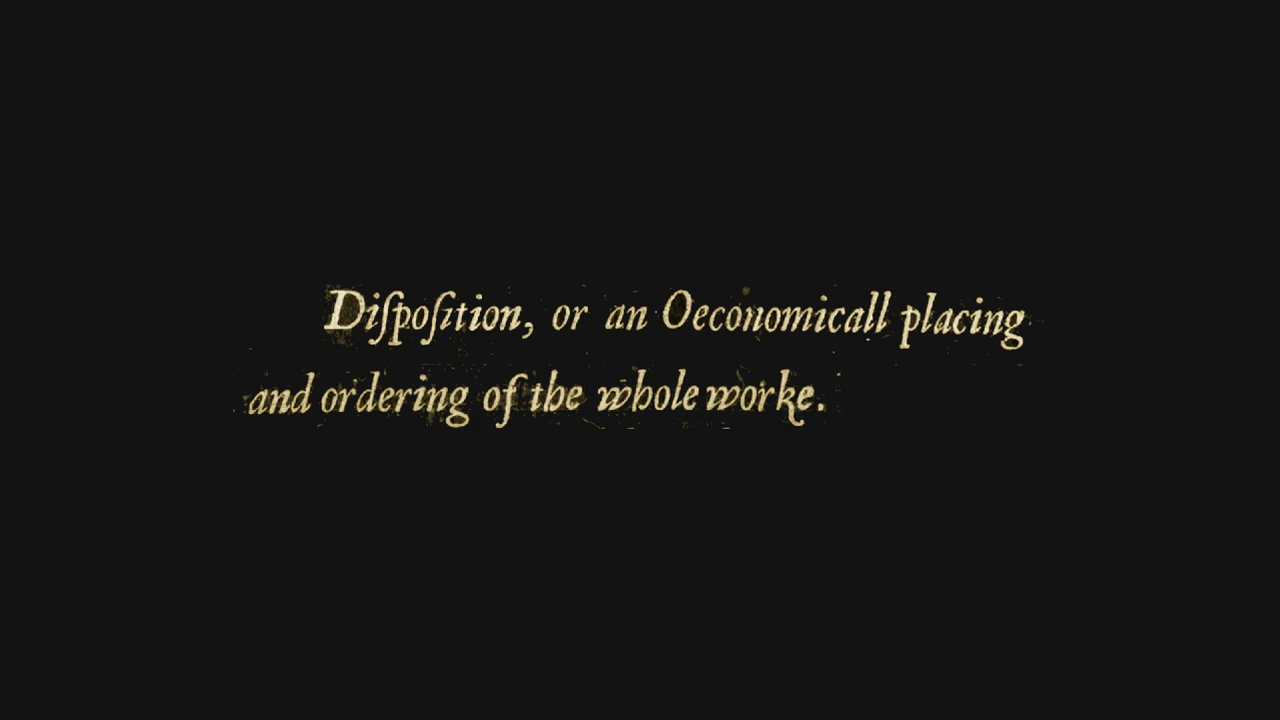 Diſpoſition, or an Oeconomicall placing
and ordering of the whole worke.